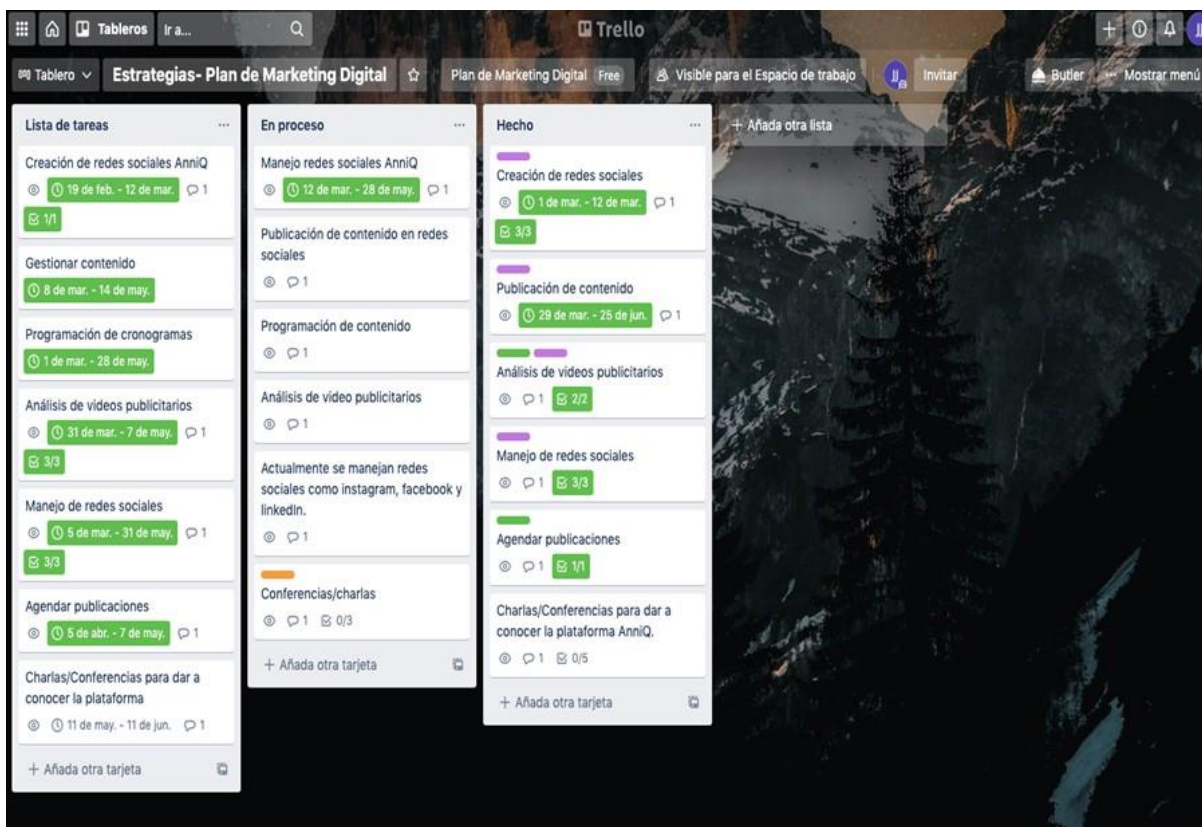 Tableros Ir a...
Trello
JJ
Tablero
Estrategias- Plan de Marketing Digital
Plan de Marketing Digital Free
Visible para el Espacio de trabajo
JJ
Invitar
Butler
Mostrar menú
Lista de tareas
Creación de redes sociales AnniQ
19 de feb. - 12 de mar. 1
1/1
Gestionar contenido
8 de mar. - 14 de may.
Programación de cronogramas
1 de mar. - 28 de may.
Análisis de videos publicitarios
31 de mar. - 7 de may. 1
3/3
Manejo de redes sociales
5 de mar. - 31 de may. 1
3/3
Agendar publicaciones
5 de abr. - 7 de may. 1
Charlas/Conferencias para dar a
conocer la plataforma
11 de may. - 11 de jun. 1
+ Añada otra tarjeta
En proceso
Manejo redes sociales AnniQ
12 de mar. - 28 de may. 1
Publicación de contenido en redes
sociales
1
Programación de contenido
1
Análisis de video publicitarios
1
Actualmente se manejan redes
sociales como instagram, facebook y
linkedIn.
1
Conferencias/charlas
1 0/3
+ Añada otra tarjeta
Hecho
Creación de redes sociales
1 de mar. - 12 de mar. 1
3/3
Publicación de contenido
29 de mar. - 25 de jun. 1
Análisis de videos publicitarios
1 2/2
Manejo de redes sociales
1 3/3
Agendar publicaciones
1 1/1
Charlas/Conferencias para dar a
conocer la plataforma AnniQ.
1 0/5
+ Añada otra tarjeta
+ Añada otra lista